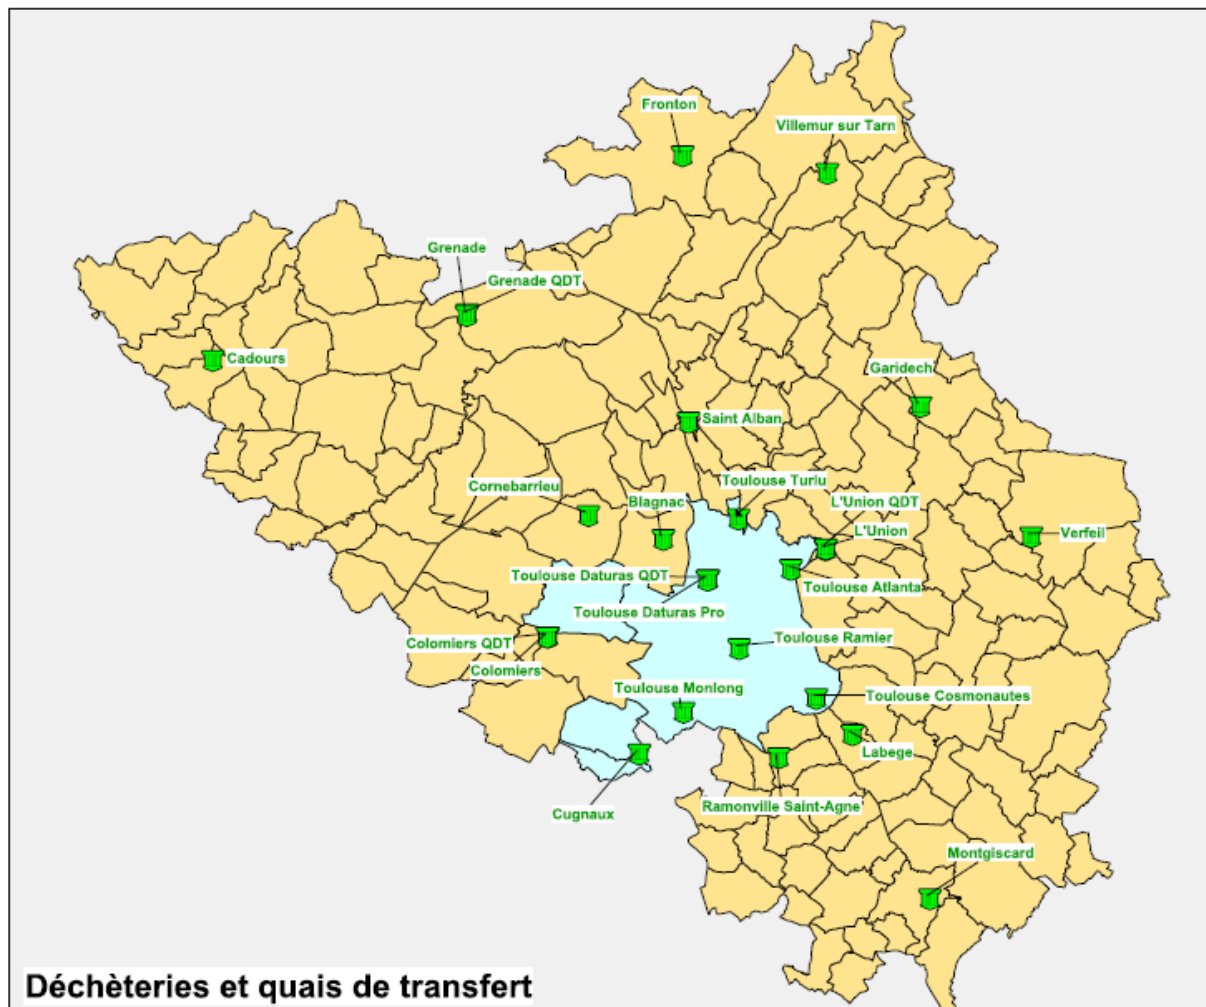 Fronton
Villemur sur Tarn
Grenade
Grenade QDT
Cadours
Garidech
Saint Alban
Toulouse Turlu
Cornebarrieu
Blagnac
L'Union QDT
L'Union
Verfeil
Toulouse Daturas QDT
Toulouse Atlanta
Toulouse Daturas Pro
Toulouse Ramier
Colomiers QDT
Colomiers
Toulouse Monlong
Toulouse Cosmonautes
Labege
Ramonville Saint-Agne
Cugnaux
Montgiscard
Déchèteries et quais de transfert